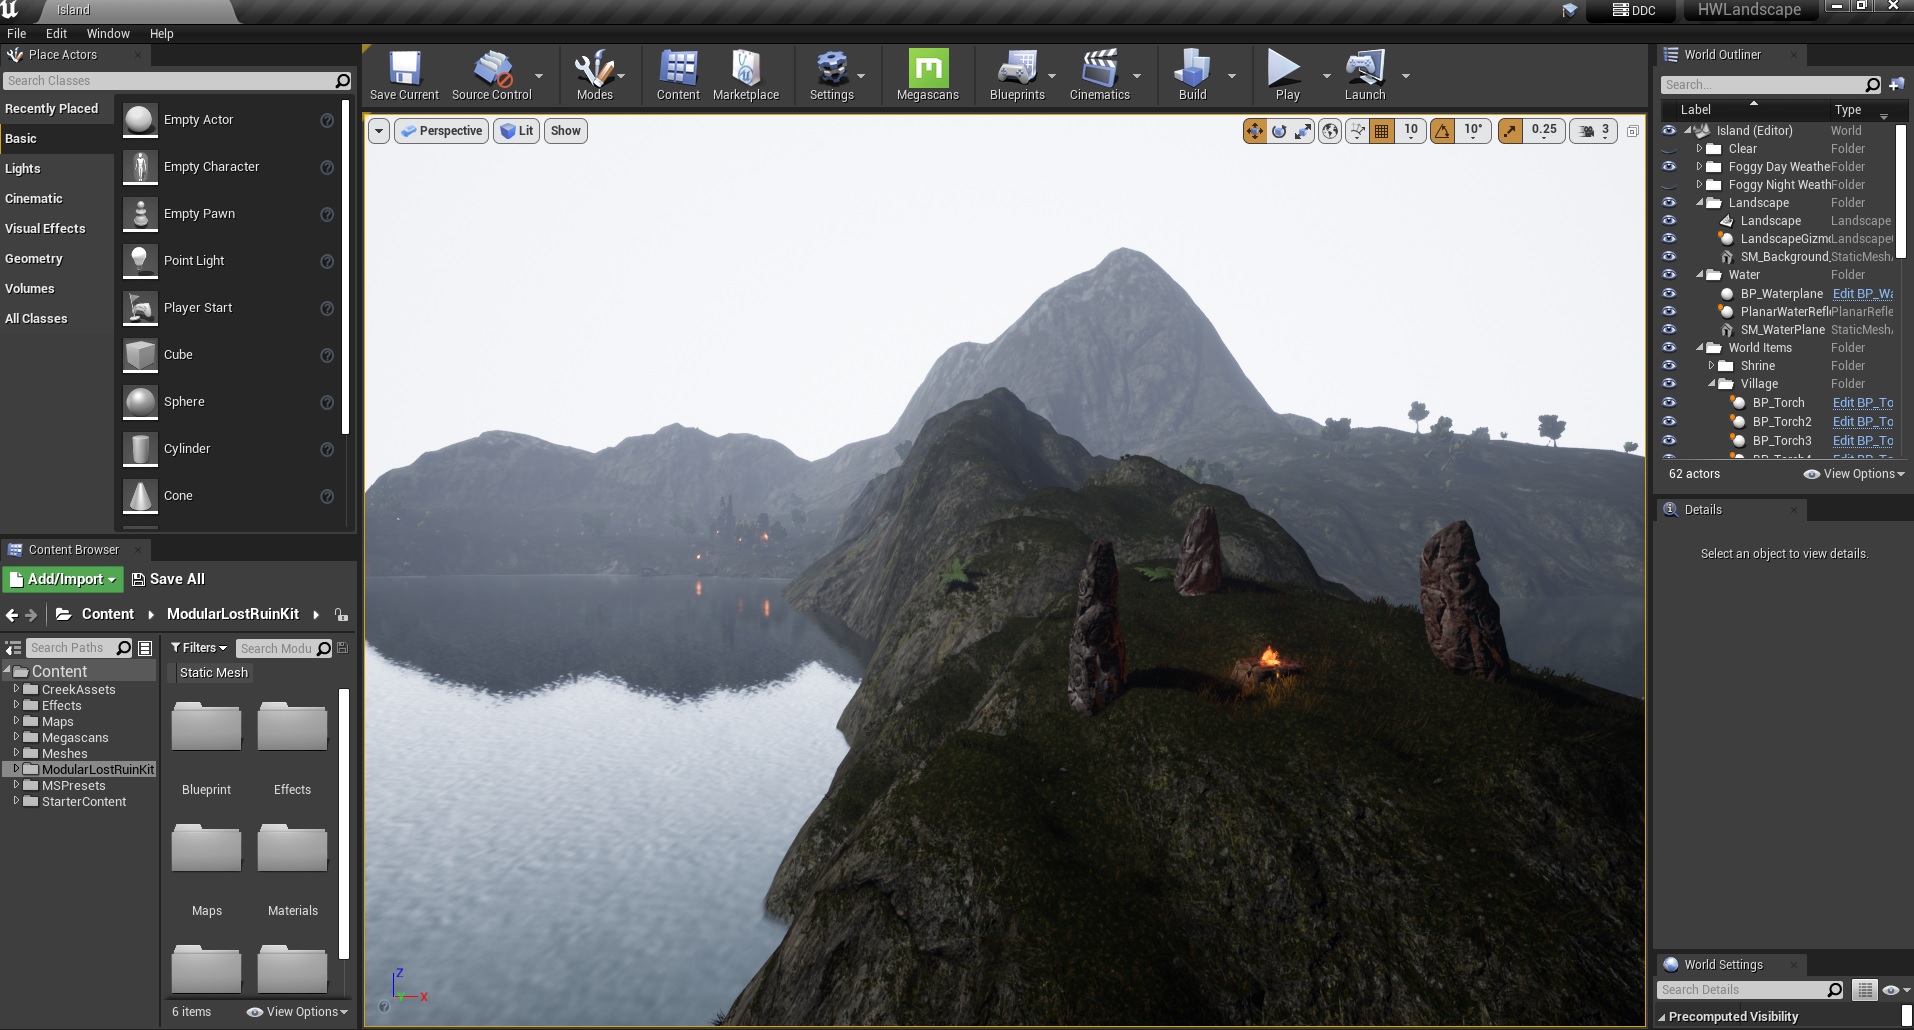 Island
DDC
HWLandscape
File Edit Window Help
Place Actors
Search Classes
Recently Placed
Basic
Lights
Cinematic
Visual Effects
Geometry
Volumes
All Classes
Empty Actor
Empty Character
Empty Pawn
Point Light
Player Start
Cube
Sphere
Cylinder
Cone
Save Current
Source Control
Modes
Content
Marketplace
Settings
Megascans
Blueprints
Cinematics
Build
Play
Launch
Perspective
Lit
Show
10
10°
0.25
3
Z
Y
X
Content Browser
Add/Import
Save All
Content
ModularLostRuinKit
Search Paths
Filters
Search Modu
Content
CreekAssets
Effects
Maps
Megascans
Meshes
ModularLostRuinKit
MSPresets
StarterContent
Static Mesh
Blueprint Effects
Maps Materials
6 items
View Options
World Outliner
Search...
Label Type
Island (Editor) World
Clear Folder
Foggy Day Weathe Folder
Foggy Night Weath Folder
Landscape Folder
Landscape Landscape
LandscapeGizm Landscape
SM_Background_ StaticMesh
Water Folder
BP_Waterplane Edit BP_Wa
PlanarWaterRefl PlanarRefle
SM_WaterPlane StaticMesh
World Items Folder
Shrine Folder
Village Folder
BP_Torch Edit BP_To
BP_Torch2 Edit BP_To
BP_Torch3 Edit BP_To
62 actors
View Options
Details
Select an object to view details.
World Settings
Search Details
Precomputed Visibility